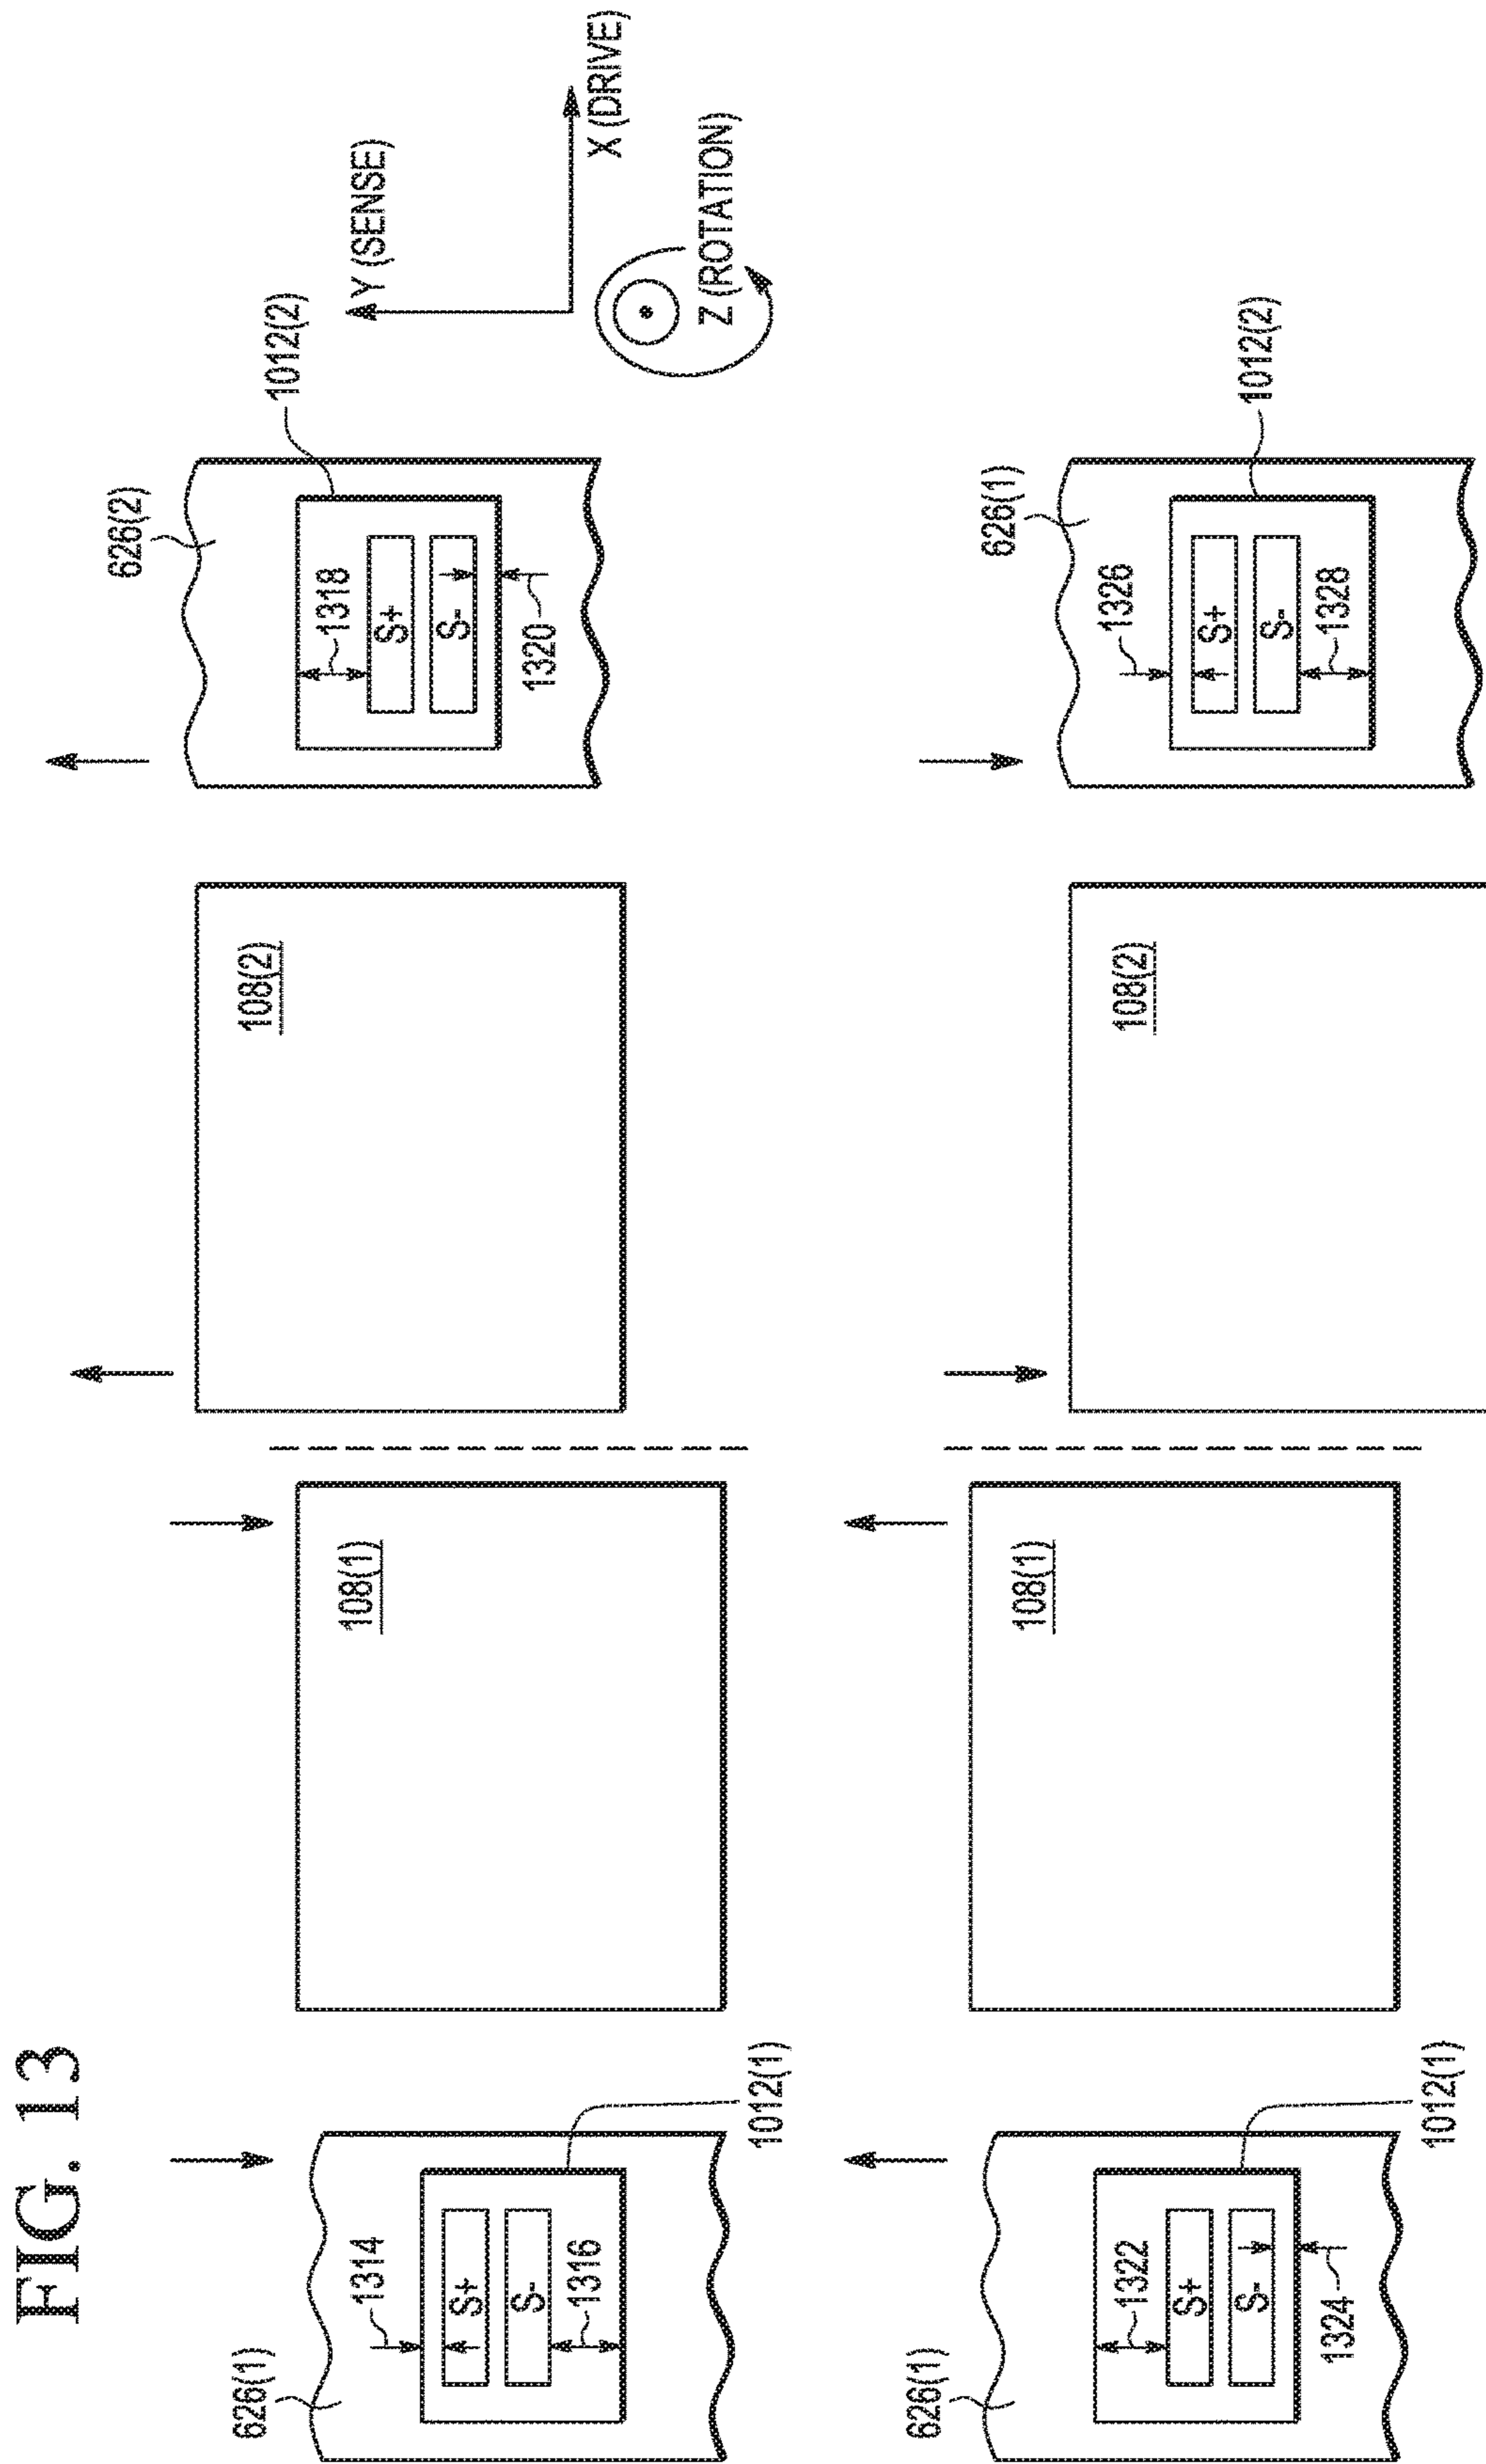 FIG. 13
626(1)
1314
S+
S-
1316
1012(1)
108(1)
108(2)
626(2)
1318
S+
S-
1320
1012(2)
Y (SENSE)
X (DRIVE)
Z (ROTATION)
626(1)
1322
S+
S-
1324
1012(1)
108(1)
108(2)
626(1)
1326
S+
S-
1328
1012(2)